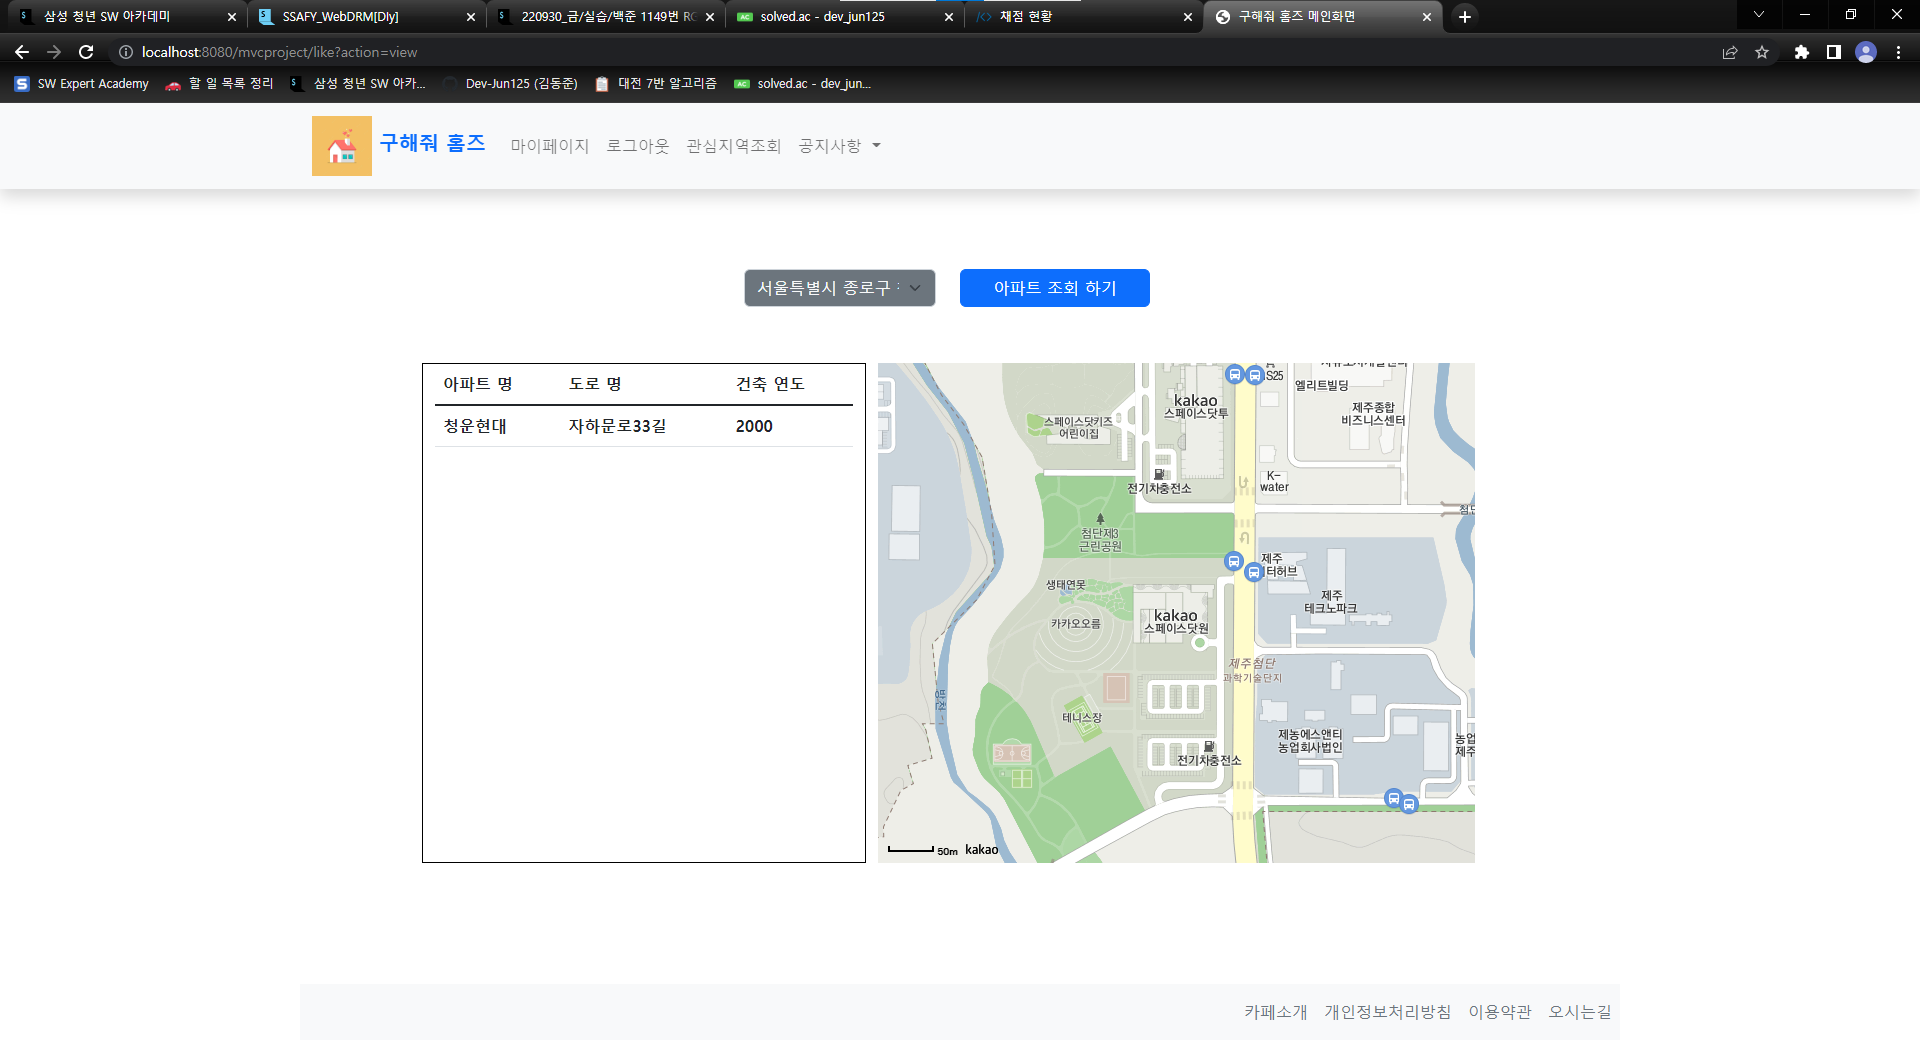 삼성 청년 SW 아카데미
SSAFY_WebDRM[Dly]
220930_금/실습/백준 1149번 RG
solved.ac - dev_jun125
채점 현황
구해줘 홈즈 메인화면
localhost:8080/mvcproject/like?action=view
SW Expert Academy
할 일 목록 정리
삼성 청년 SW 아카...
Dev-Jun125 (김동준)
대전 7반 알고리즘
solved.ac - dev_jun...
구해줘 홈즈
마이페이지
로그아웃
관심지역조회
공지사항
서울특별시 종로구
아파트 조회 하기
아파트 명 도로 명 건축 연도
청운현대 자하문로33길 2000
엘리트빌딩
kakao
스페이스닷투
제주종합
비즈니스센터
스페이스닷키즈
어린이집
전기차충전소
K-
water
첨단제3
근린공원
제주
테크노파크
생태연못
카카오오름
kakao
스페이스닷원
제주첨단
과학기술단지
테니스장
제농에스앤티
농업회사법인
농업
제주
전기차충전소
50m kakao
카페소개
개인정보처리방침
이용약관
오시는길